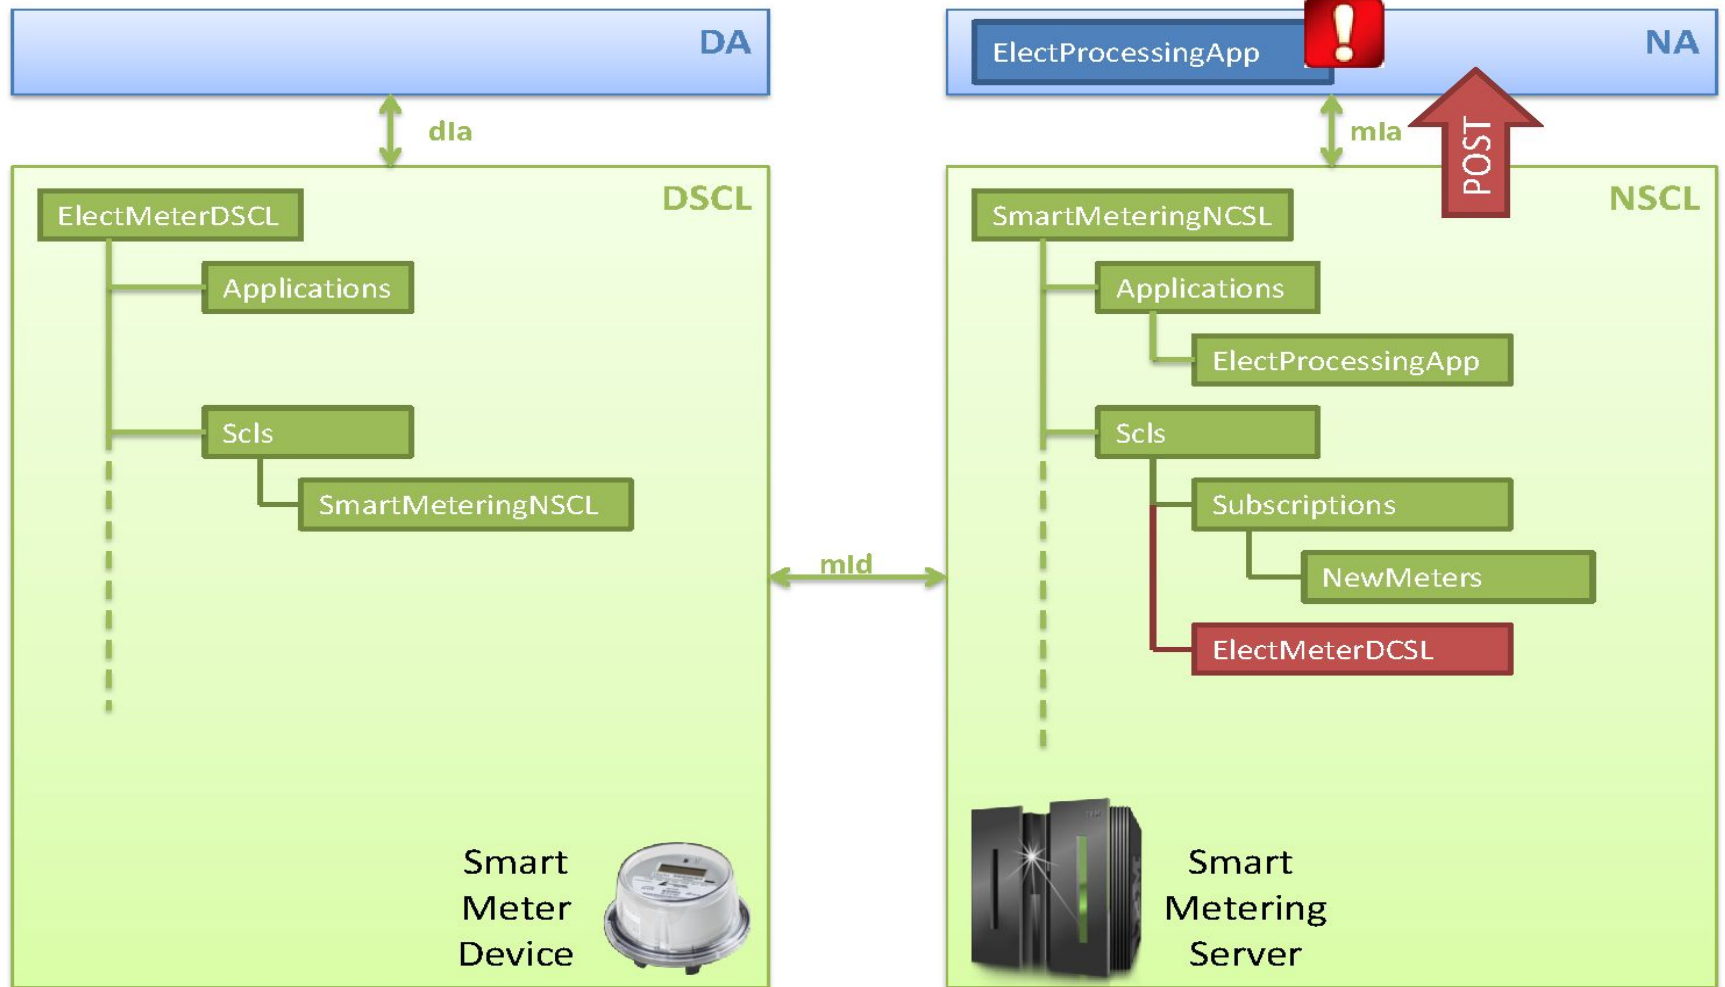 DA
ElectProcessingApp
NA
dIa
mIa
POST
DSCL
ElectMeterDSCL
Applications
Scls
SmartMeteringNSCL
mId
NSCL
SmartMeteringNCSL
Applications
ElectProcessingApp
Scls
Subscriptions
NewMeters
ElectMeterDCSL
Smart
Meter
Device
Smart
Metering
Server